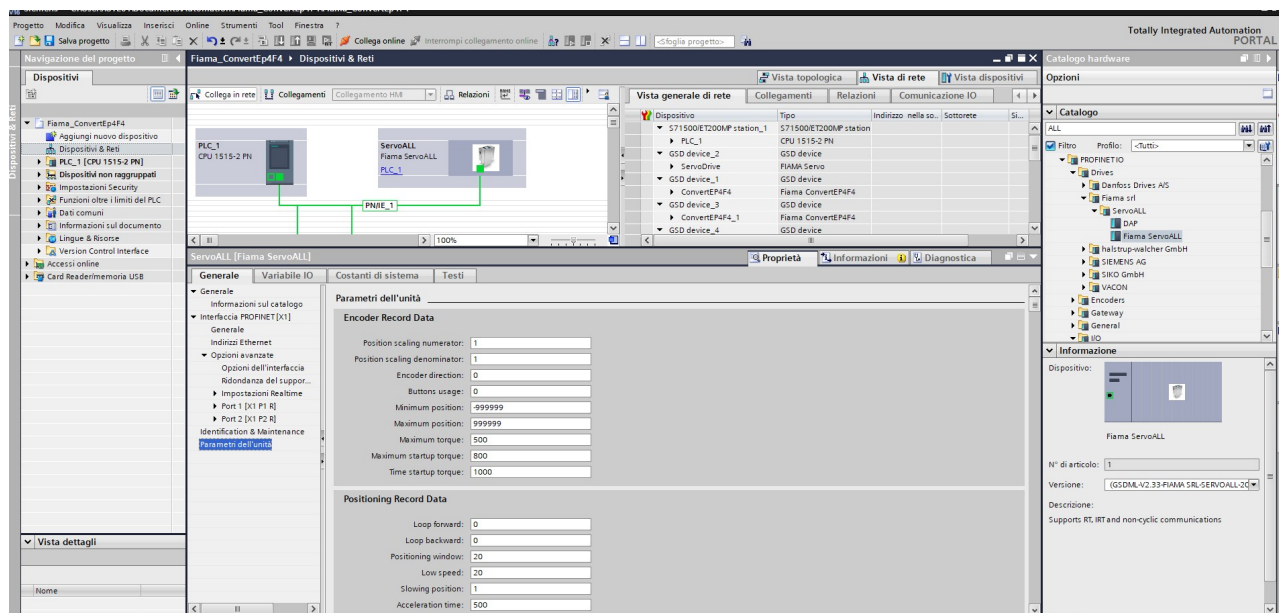 Progetto Modifica Visualizza Inserisci Online Strumenti Tool Finestra ?
Totally Integrated Automation
PORTAL
Salva progetto
Collega online
Interrompi collegamento online
<Sfoglia progetto>
Navigazione del progetto
Fiama_ConvertEp4F4 ▸ Dispositivi & Reti
Catalogo hardware
Dispositivi
Vista topologica
Vista di rete
Vista dispositivi
Opzioni
Collega in rete
Collegamenti
Collegamento HMI
Relazioni
Vista generale di rete
Collegamenti
Relazioni
Comunicazione IO
Dispositivi & Reti
Fiama_ConvertEp4F4
Aggiungi nuovo dispositivo
Dispositivi & Reti
PLC_1 [CPU 1515-2 PN]
Dispositivi non raggruppati
Impostazioni Security
Funzioni oltre i limiti del PLC
Dati comuni
Informazioni sul documento
Lingue & Risorse
Version Control Interface
Accessi online
Card Reader/memoria USB
PLC_1
CPU 1515-2 PN
ServoALL
Fiama ServoALL
PLC_1
PN/IE_1
100%
Dispositivo Tipo Indirizzo nella so... Sottorete Si...
S71500/ET200MP station_1 S71500/ET200MP station
PLC_1 CPU 1515-2 PN
GSD device_2 GSD device
ServoDrive FIAMA Servo
GSD device_1 GSD device
ConvertEP4F4 Fiama ConvertEP4F4
GSD device_3 GSD device
ConvertEP4F4_1 Fiama ConvertEP4F4
GSD device_4 GSD device
Catalogo
ALL
Filtro Profilo: <Tutti>
PROFINET IO
Drives
Danfoss Drives A/S
Fiama srl
ServoALL
DAP
Fiama ServoALL
halstrup-walcher GmbH
SIEMENS AG
SIKO GmbH
VACON
Encoders
Gateway
General
I/O
ServoALL [Fiama ServoALL]
Proprietà
Informazioni
Diagnostica
Generale
Variabile IO
Costanti di sistema
Testi
Generale
Informazioni sul catalogo
Interfaccia PROFINET [X1]
Generale
Indirizzi Ethernet
Opzioni avanzate
Opzioni dell'interfaccia
Ridondanza del suppor...
Impostazioni Realtime
Port 1 [X1 P1 R]
Port 2 [X1 P2 R]
Identification & Maintenance
Parametri dell'unità
Parametri dell'unità
Encoder Record Data
Position scaling numerator: 1
Position scaling denominator: 1
Encoder direction: 0
Buttons usage: 0
Minimum position: -999999
Maximum position: 999999
Maximum torque: 500
Maximum startup torque: 800
Time startup torque: 1000
Positioning Record Data
Loop forward: 0
Loop backward: 0
Positioning window: 20
Low speed: 20
Slowing position: 1
Acceleration time: 500
Informazione
Dispositivo:
Fiama ServoALL
N° di articolo: 1
Versione: (GSDML-V2.33-FIAMA SRL-SERVOALL-20
Descrizione:
Supports RT, IRT and non-cyclic communications
Vista dettagli
Nome